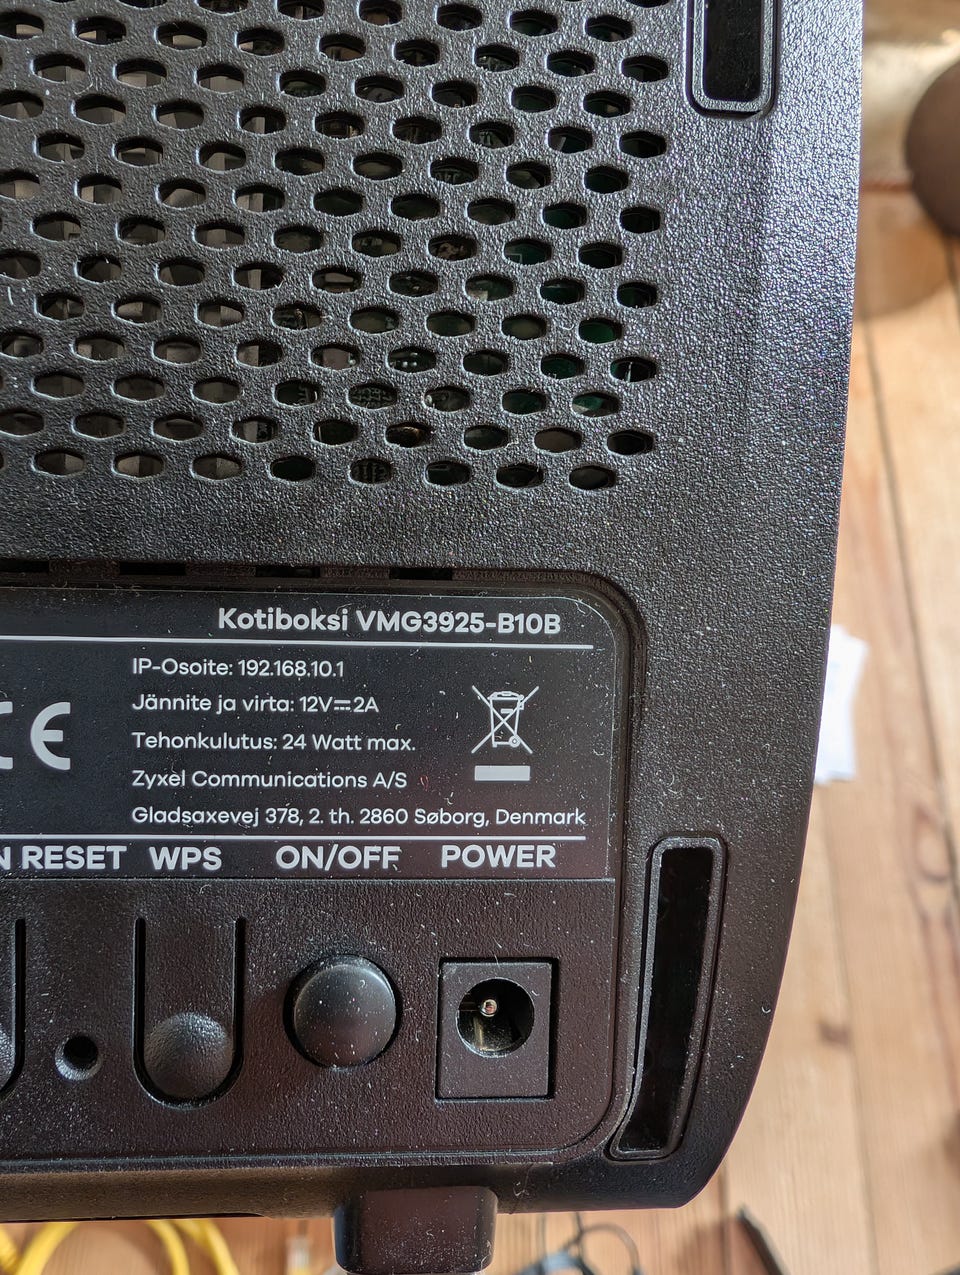 Kotiboksi VMG3925-B10B
IP-Osoite: 192.168.10.1
Jännite ja virta: 12V⎓2A
Tehonkulutus: 24 Watt max.
Zyxel Communications A/S
Gladsaxevej 378, 2. th. 2860 Søborg, Denmark
CE
N RESET WPS ON/OFF POWER